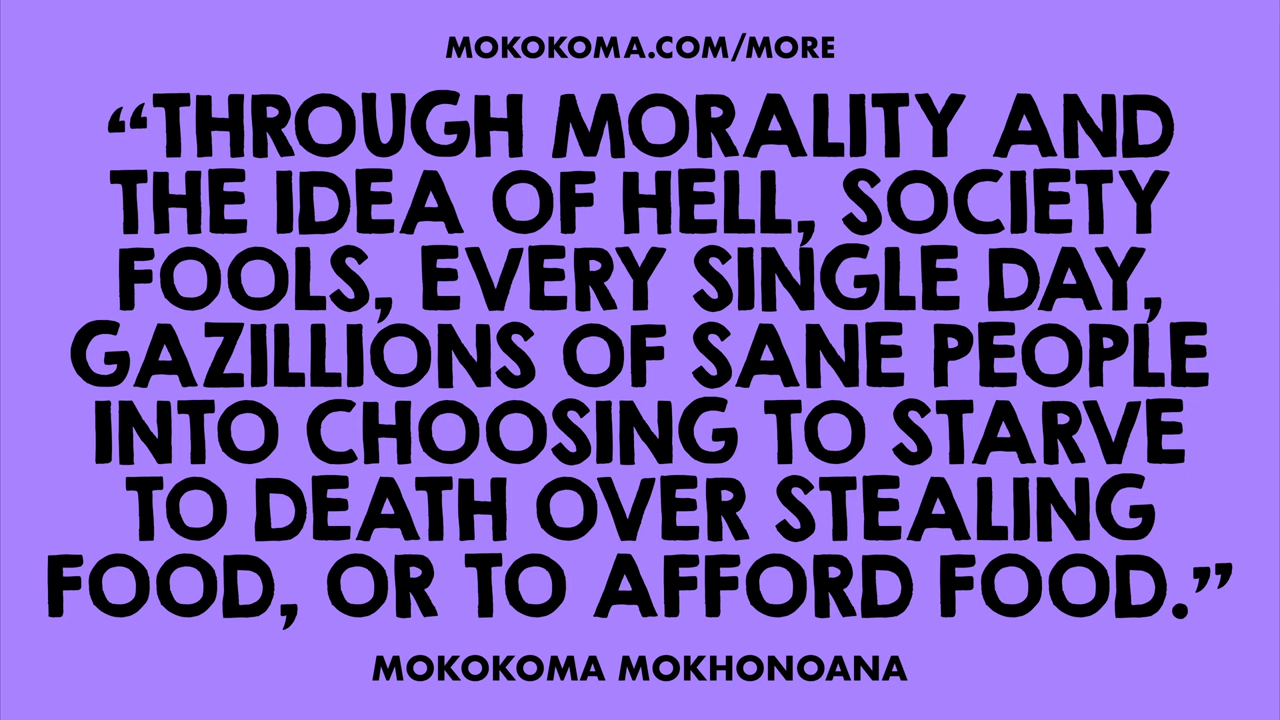 MOKOKOMA.COM/MORE
“THROUGH MORALITY AND
THE IDEA OF HELL, SOCIETY
FOOLS, EVERY SINGLE DAY,
GAZILLIONS OF SANE PEOPLE
INTO CHOOSING TO STARVE
TO DEATH OVER STEALING
FOOD, OR TO AFFORD FOOD.”
MOKOKOMA MOKHONOANA